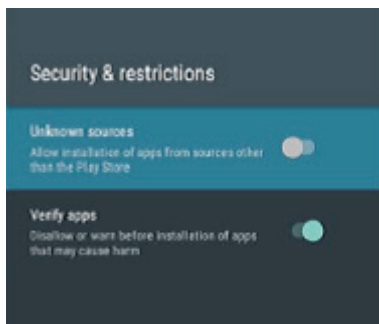 Security & restrictions
Unknown sources
Allow installation of apps from sources other
than the Play Store
Verify apps
Disallow or warn before installation of apps
that may cause harm